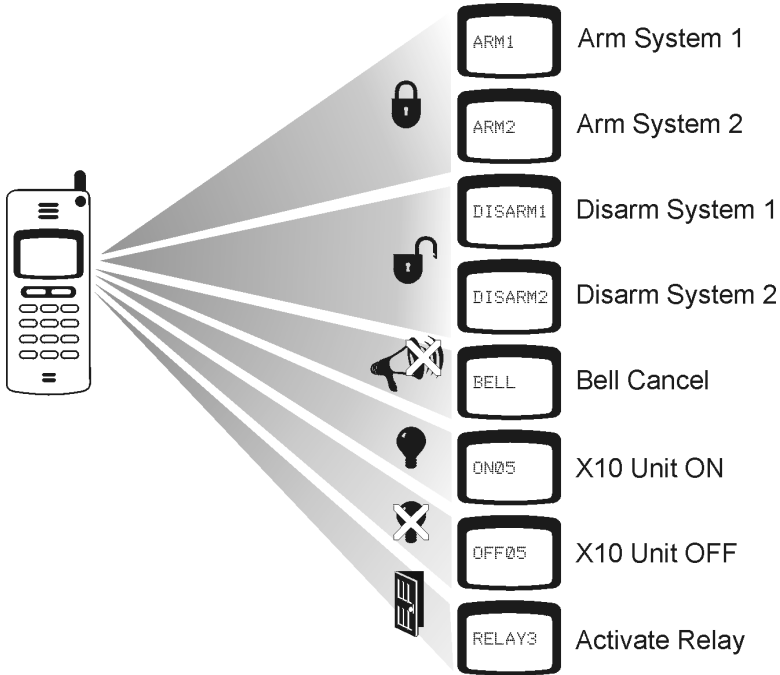 ARM1 Arm System 1
ARM2 Arm System 2
DISARM1 Disarm System 1
DISARM2 Disarm System 2
BELL Bell Cancel
ON05 X10 Unit ON
OFF05 X10 Unit OFF
RELAY3 Activate Relay